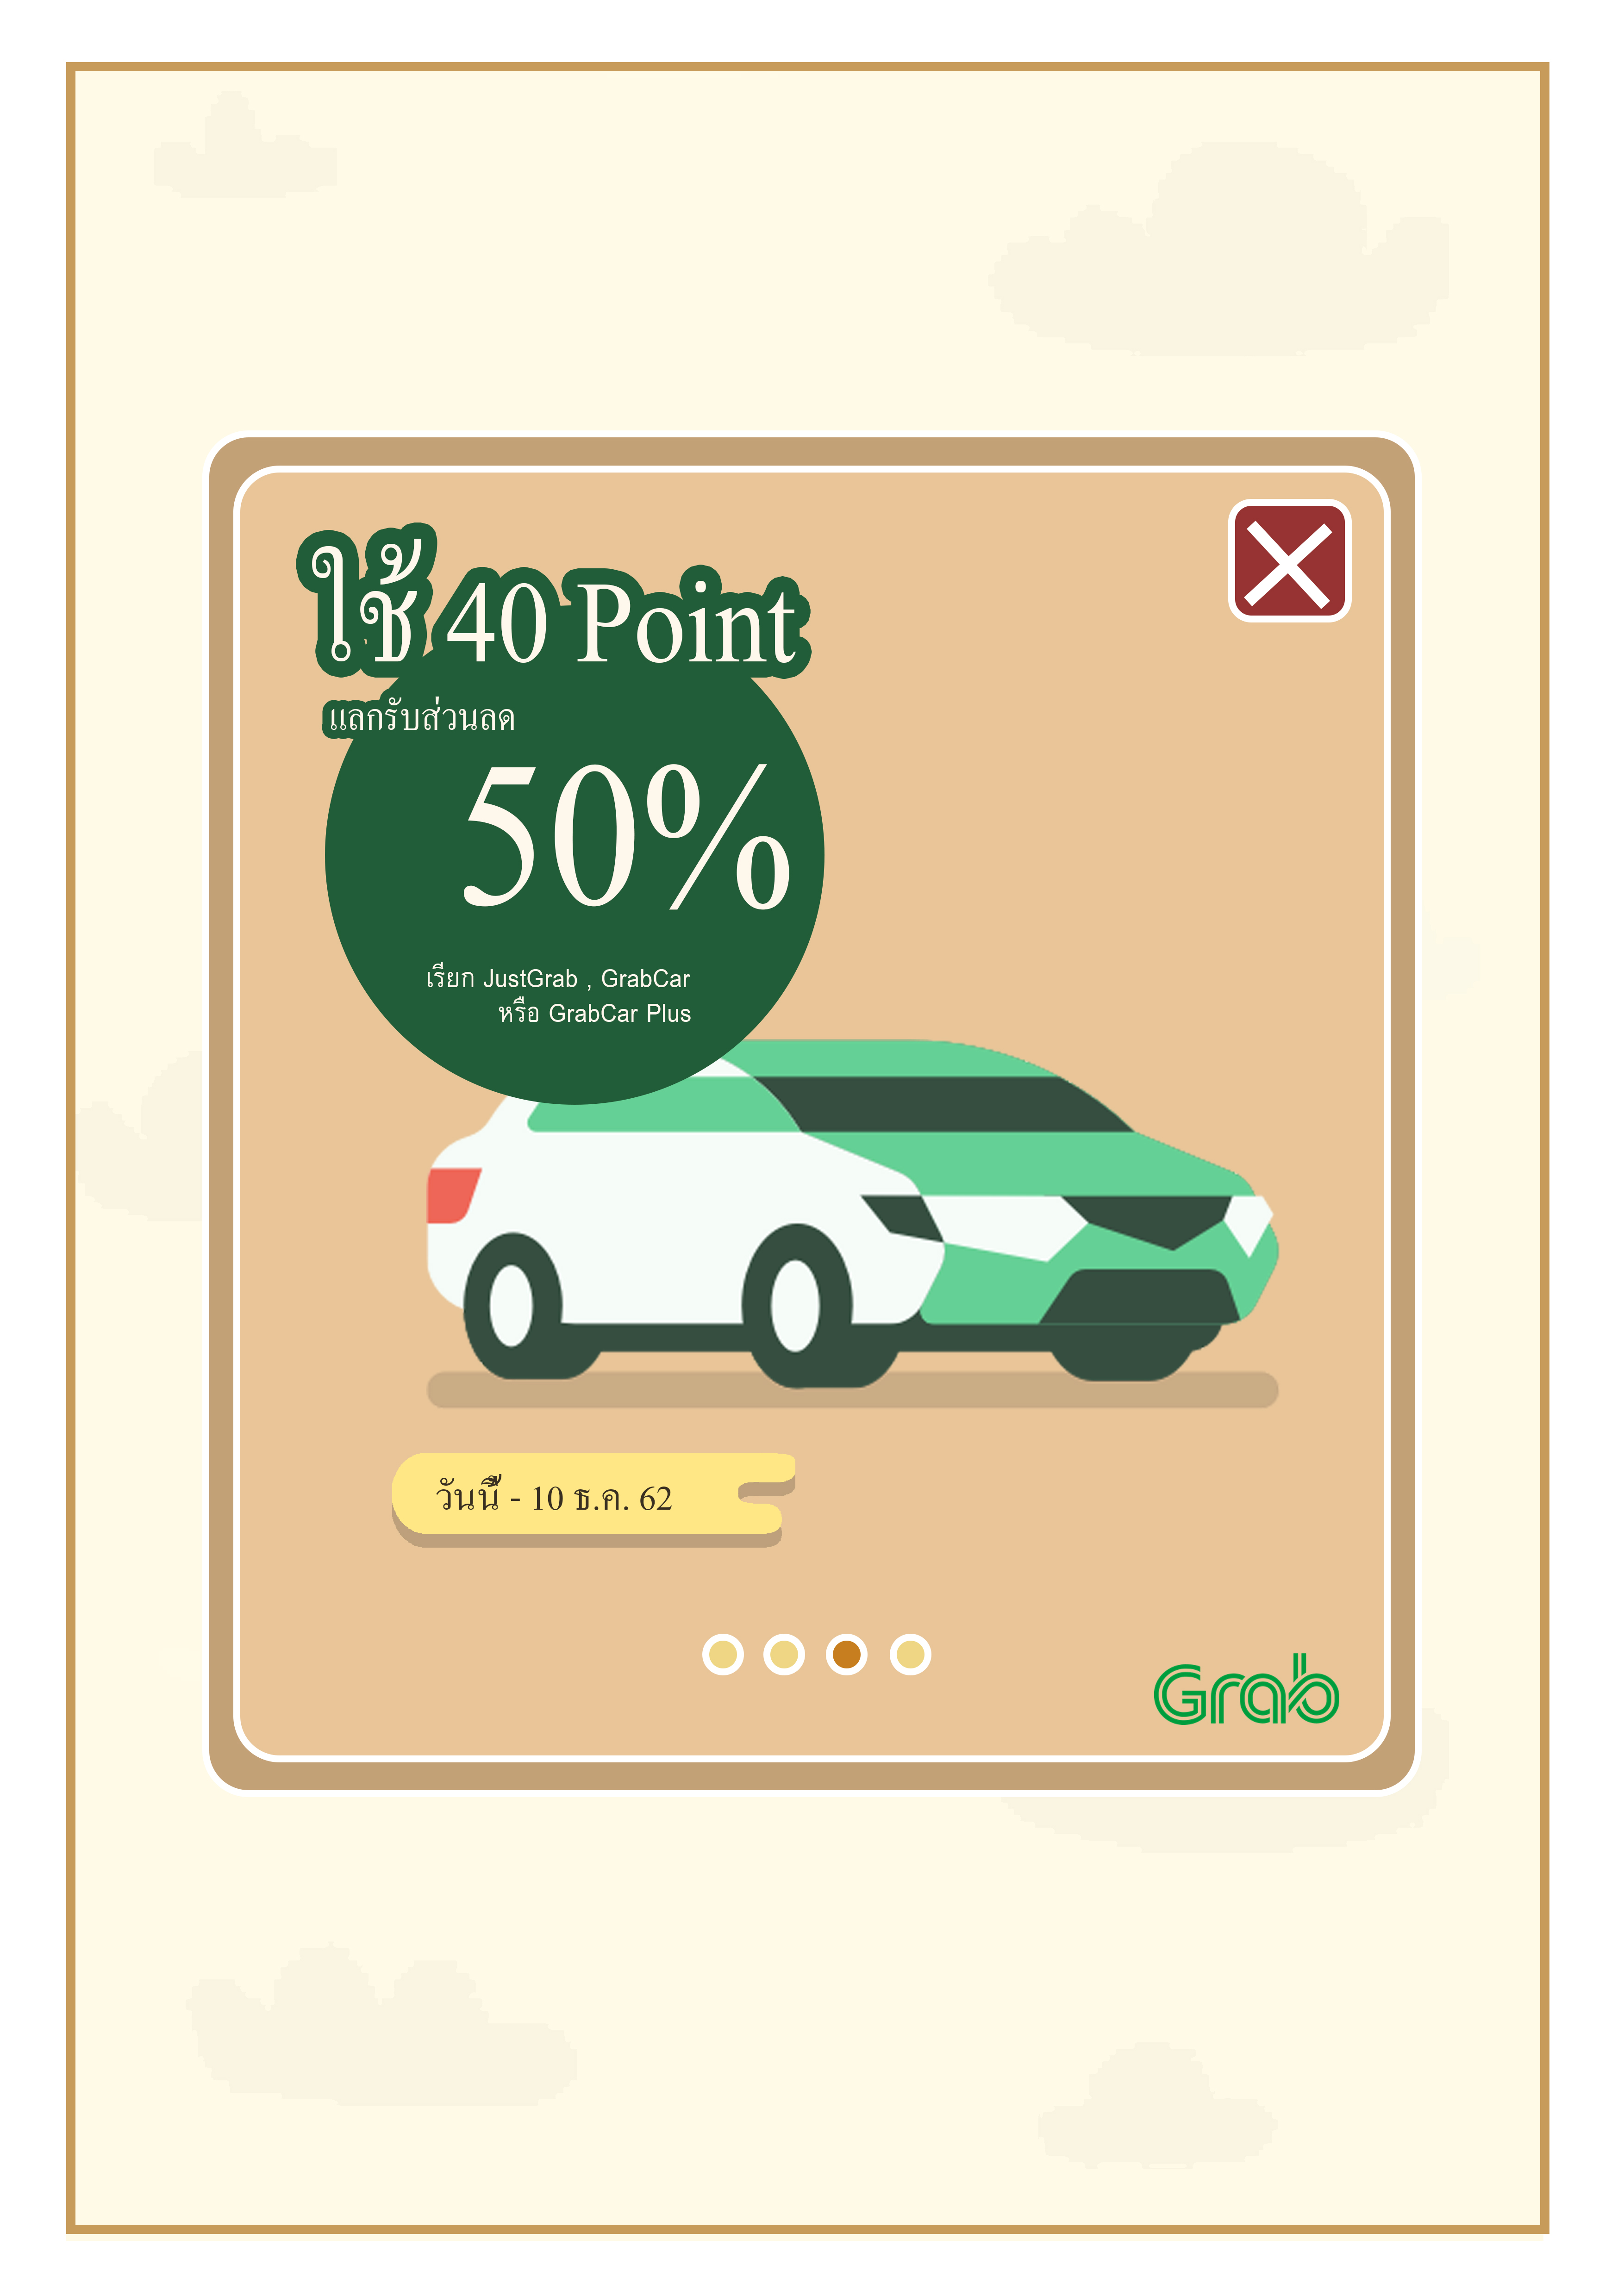 ใช้ 40 Point
แลกรับส่วนลด
50%
เรียก JustGrab , GrabCar
หรือ GrabCar Plus
วันนี้ - 10 ธ.ค. 62
Grab